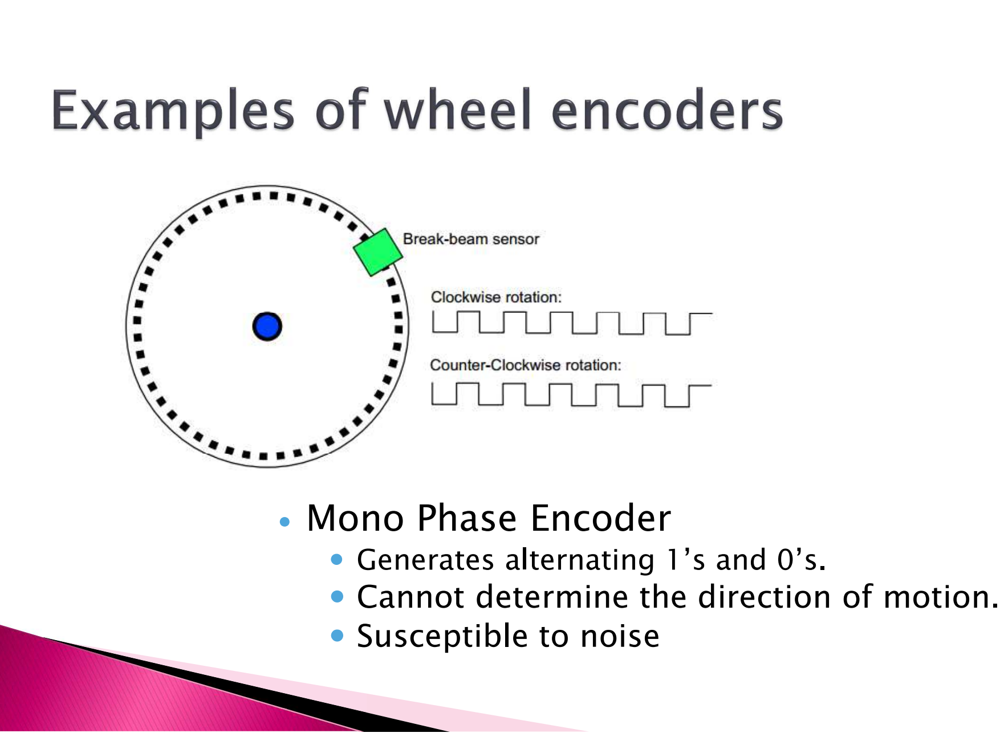 Examples of wheel encoders
Break-beam sensor
Clockwise rotation:
Counter-Clockwise rotation:
• Mono Phase Encoder
• Generates alternating 1’s and 0’s.
• Cannot determine the direction of motion.
• Susceptible to noise